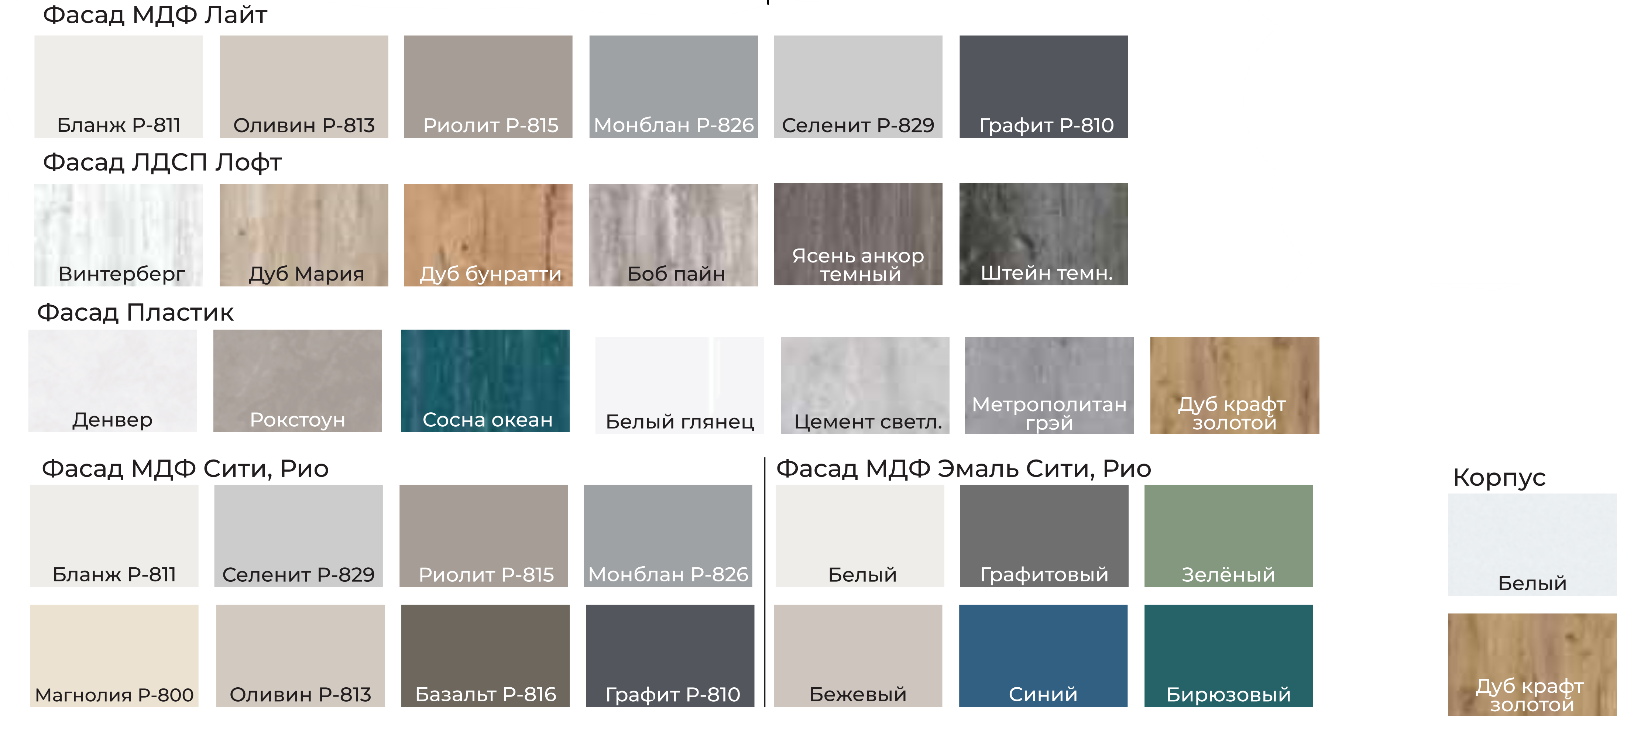 Фасад МДФ Лайт
Бланж Р-811
Оливин Р-813
Риолит Р-815
Монблан Р-826
Селенит Р-829
Графит Р-810
Фасад ЛДСП Лофт
Винтерберг
Дуб Мария
Дуб бунратти
Боб пайн
Ясень анкор
темный
Штейн темн.
Фасад Пластик
Денвер
Рокстоун
Сосна океан
Белый глянец
Цемент светл.
Метрополитан
грэй
Дуб крафт
золотой
Фасад МДФ Сити, Рио
Бланж Р-811
Селенит Р-829
Риолит Р-815
Монблан Р-826
Магнолия Р-800
Оливин Р-813
Базальт Р-816
Графит Р-810
Фасад МДФ Эмаль Сити, Рио
Белый
Графитовый
Зелёный
Бежевый
Синий
Бирюзовый
Корпус
Белый
Дуб крафт
золотой